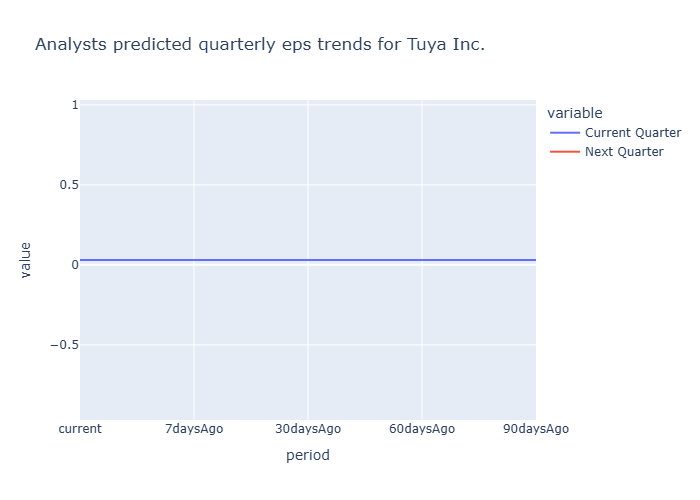 Analysts predicted quarterly eps trends for Tuya Inc.
variable
Current Quarter
Next Quarter
1
0.5
0
−0.5
value
current 7daysAgo 30daysAgo 60daysAgo 90daysAgo
period